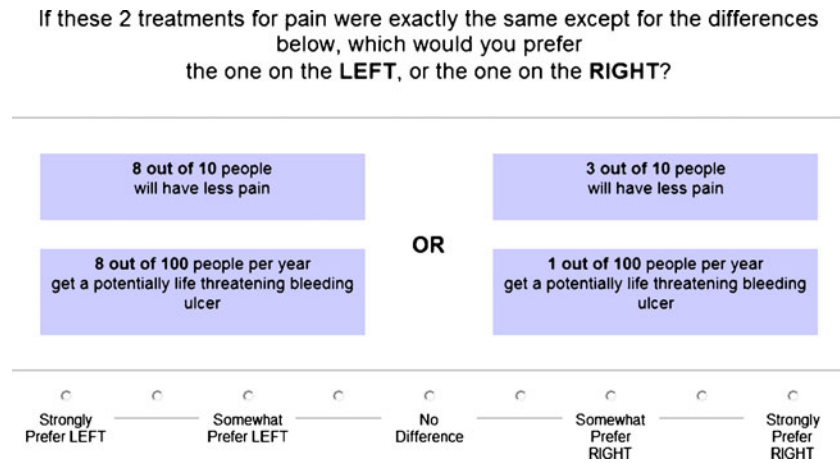 If these 2 treatments for pain were exactly the same except for the differences
below, which would you prefer
the one on the LEFT, or the one on the RIGHT?
8 out of 10 people
will have less pain
3 out of 10 people
will have less pain
OR
8 out of 100 people per year
get a potentially life threatening bleeding
ulcer
1 out of 100 people per year
get a potentially life threatening bleeding
ulcer
Strongly
Prefer LEFT
Somewhat
Prefer LEFT
No
Difference
Somewhat
Prefer
RIGHT
Strongly
Prefer
RIGHT